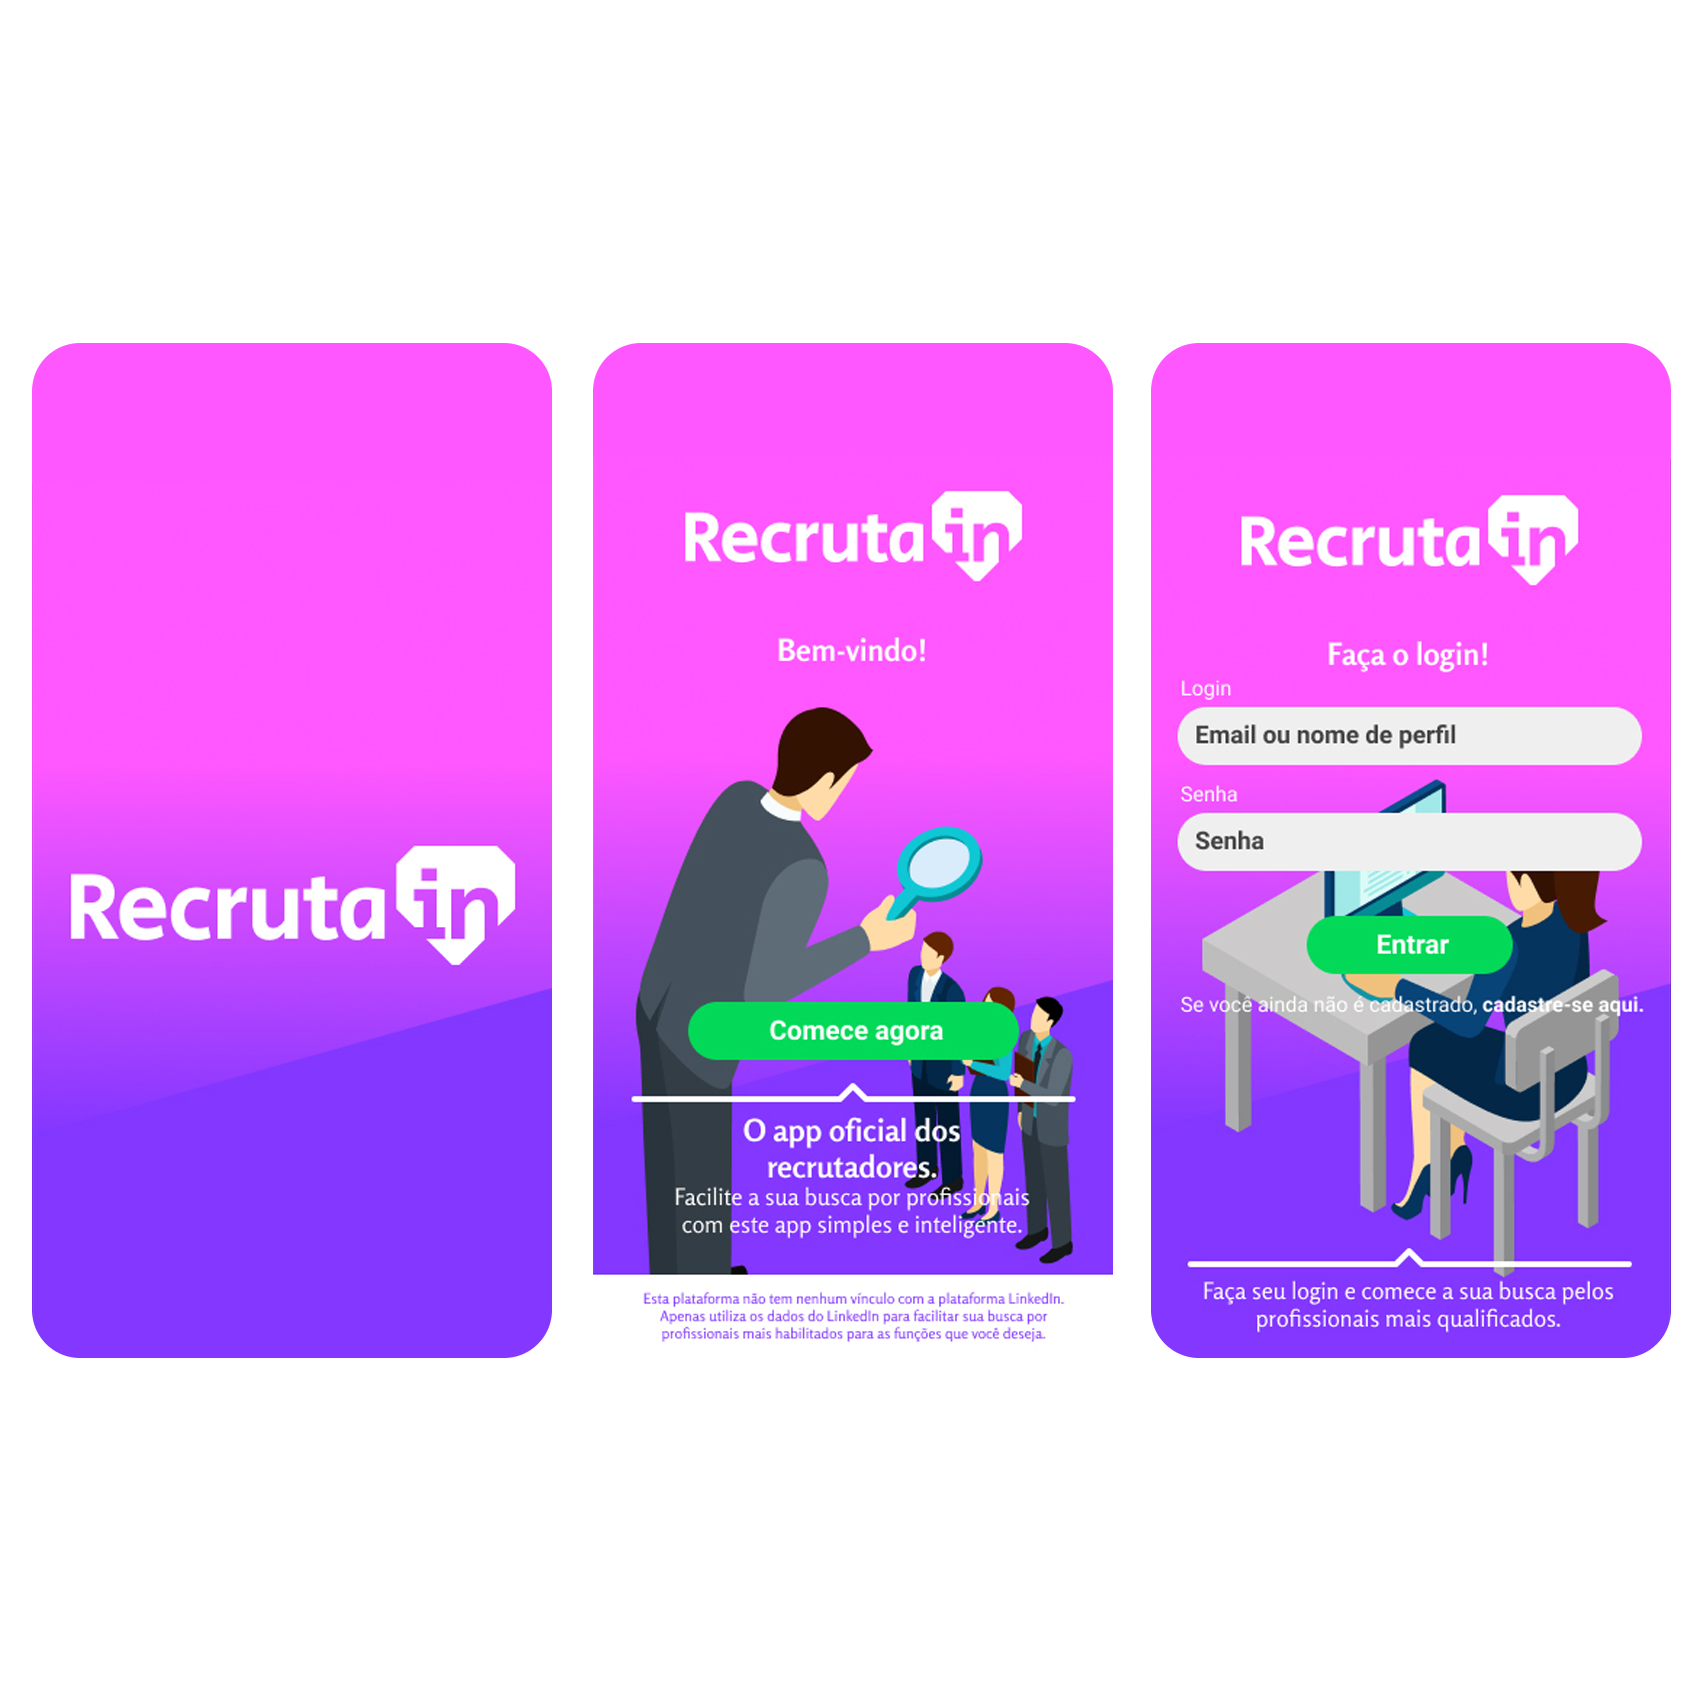 Recruta in
Recruta in
Bem-vindo!
Comece agora
O app oficial dos
recrutadores.
Facilite a sua busca por profissionais
com este app simples e inteligente.
Esta plataforma não tem nenhum vínculo com a plataforma LinkedIn.
Apenas utiliza os dados do LinkedIn para facilitar sua busca por
profissionais mais habilitados para as funções que você deseja.
Recruta in
Faça o login!
Login
Email ou nome de perfil
Senha
Senha
Entrar
Se você ainda não é cadastrado, cadastre-se aqui.
Faça seu login e comece a sua busca pelos
profissionais mais qualificados.